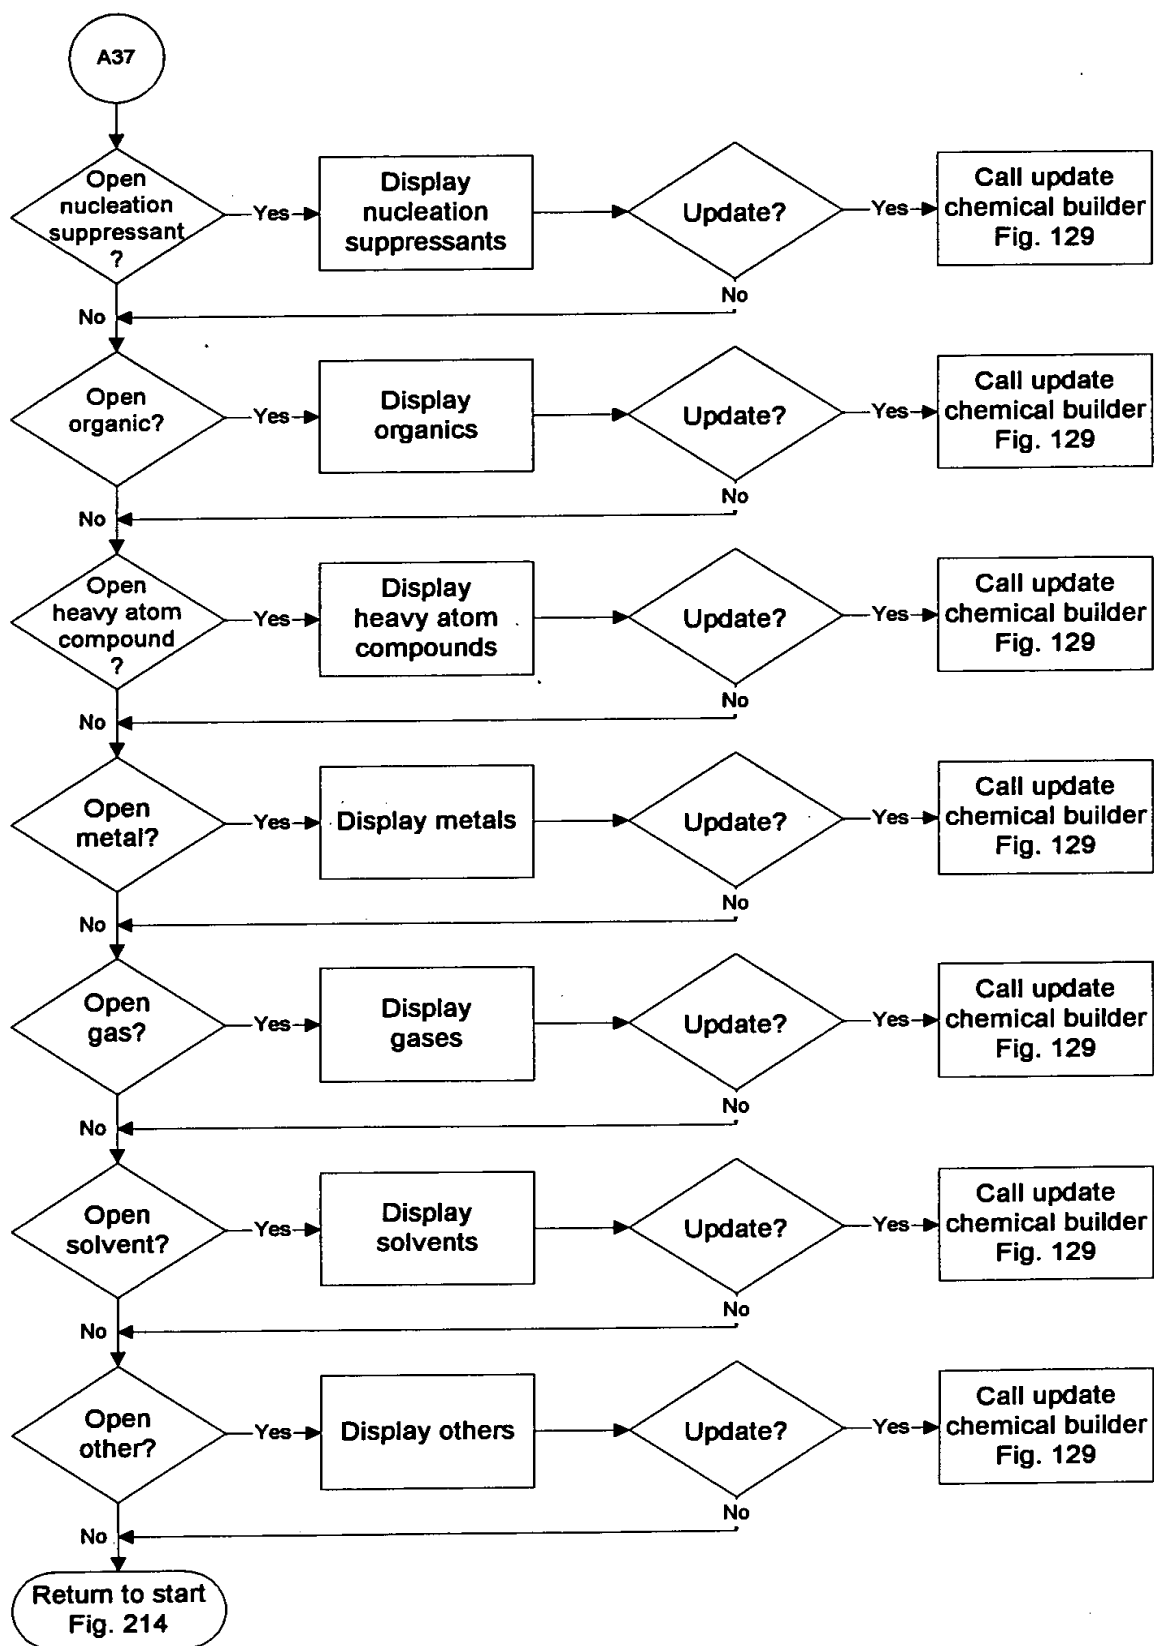 A37
Open
nucleation
suppressant
?
Yes
Display
nucleation
suppressants
Update?
Yes
Call update
chemical builder
Fig. 129
No
No
Open
organic?
Yes
Display
organics
Update?
Yes
Call update
chemical builder
Fig. 129
No
No
Open
heavy atom
compound
?
Yes
Display
heavy atom
compounds
Update?
Yes
Call update
chemical builder
Fig. 129
No
No
Open
metal?
Yes
Display metals
Update?
Yes
Call update
chemical builder
Fig. 129
No
No
Open
gas?
Yes
Display
gases
Update?
Yes
Call update
chemical builder
Fig. 129
No
No
Open
solvent?
Yes
Display
solvents
Update?
Yes
Call update
chemical builder
Fig. 129
No
No
Open
other?
Yes
Display others
Update?
Yes
Call update
chemical builder
Fig. 129
No
No
Return to start
Fig. 214